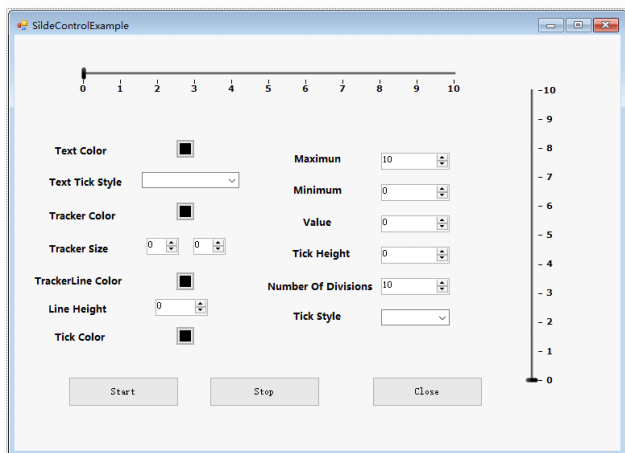 SildeControlExample
0 1 2 3 4 5 6 7 8 9 10
10
9
8
7
6
5
4
3
2
1
0
Text Color
Text Tick Style
Tracker Color
Tracker Size 0 0
TrackerLine Color
Line Height 0
Tick Color
Maximun 10
Minimum 0
Value 0
Tick Height 0
Number Of Divisions 10
Tick Style
Start Stop Close